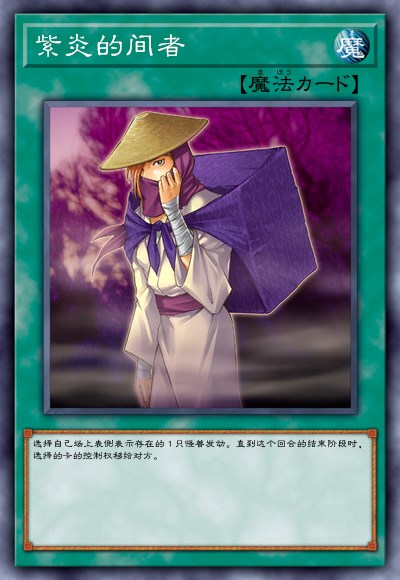 紫炎的间者
魔
【魔法カード】
ま ほう
选择自己场上表侧表示存在的1只怪兽发动。直到这个回合的结束阶段时，
选择的卡的控制权移给对方。